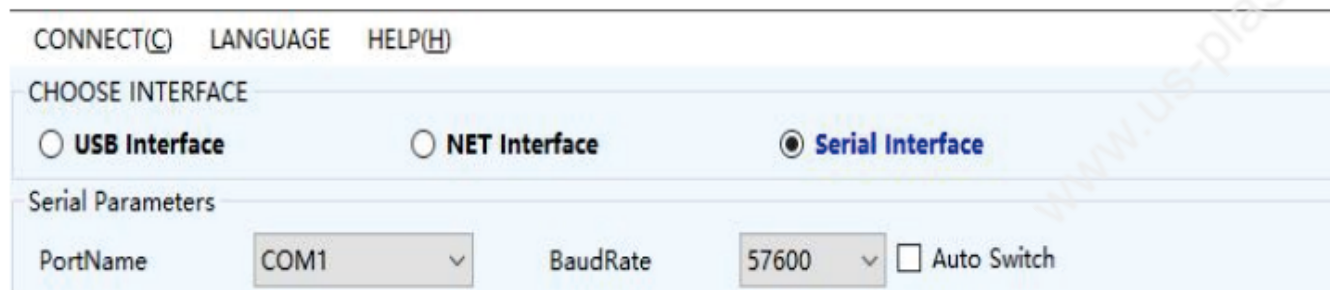 CONNECT(C) LANGUAGE HELP(H)
CHOOSE INTERFACE
USB Interface NET Interface Serial Interface
Serial Parameters
PortName COM1 BaudRate 57600 Auto Switch